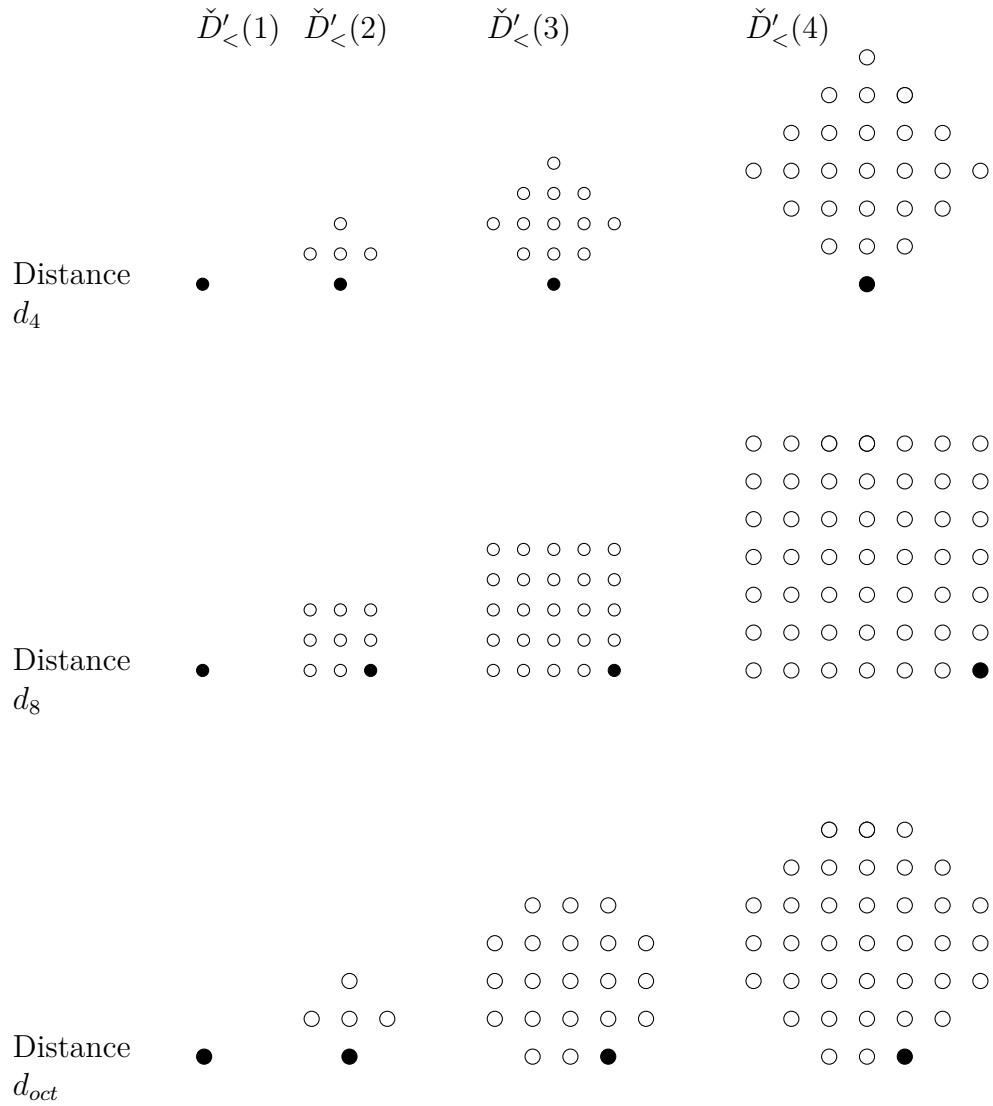 Ď′<(1) Ď′<(2) Ď′<(3) Ď′<(4)
Distance
d₄
Distance
d₈
Distance
dₒct